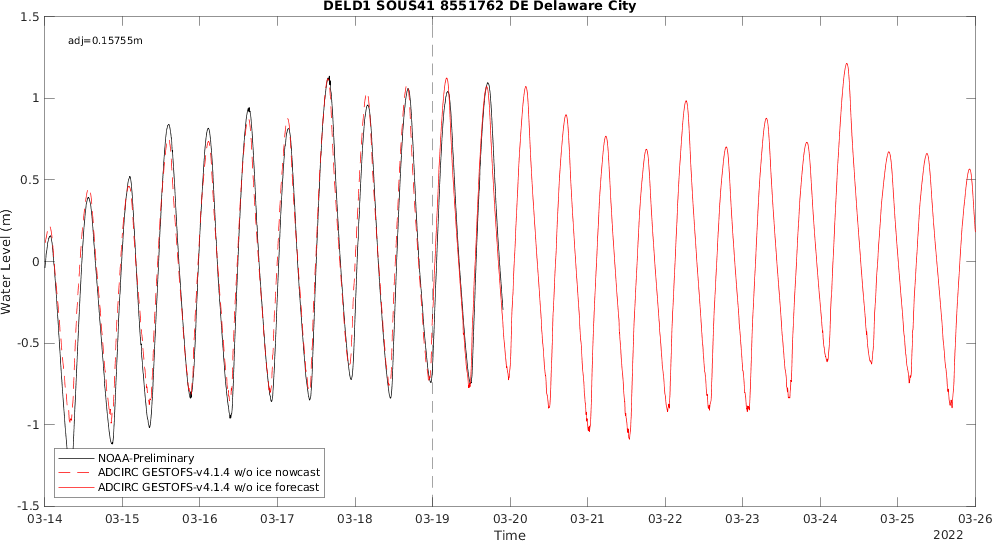 DELD1 SOUS41 8551762 DE Delaware City
adj=0.15755m
1.5
1
0.5
0
-0.5
-1
-1.5
Water Level (m)
NOAA-Preliminary
ADCIRC GESTOFS-v4.1.4 w/o ice nowcast
ADCIRC GESTOFS-v4.1.4 w/o ice forecast
03-14 03-15 03-16 03-17 03-18 03-19 03-20 03-21 03-22 03-23 03-24 03-25 03-26
Time
2022